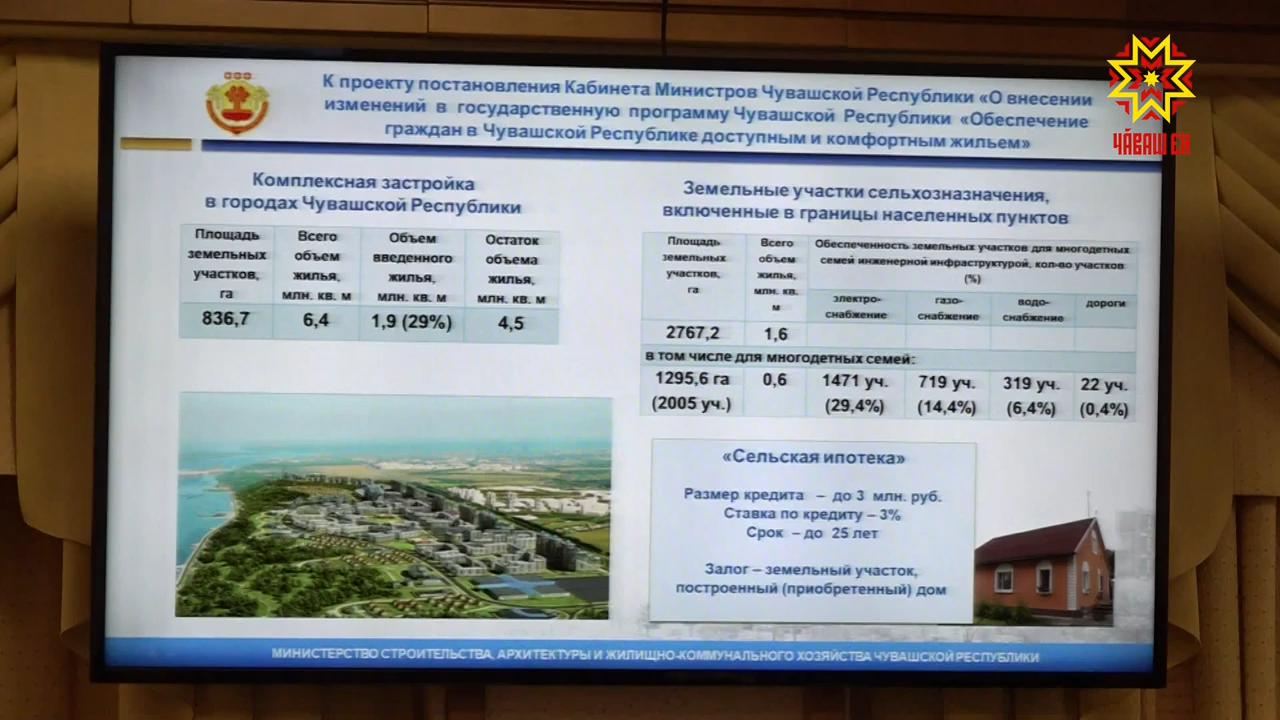 К проекту постановления Кабинета Министров Чувашской Республики «О внесении
изменений в государственную программу Чувашской Республики «Обеспечение
граждан в Чувашской Республике доступным и комфортным жильем»
ЧӐВАШ ЕН
Комплексная застройка
в городах Чувашской Республики
Площадь земельных участков, га
Всего объем жилья, млн. кв. м
Объем введенного жилья, млн. кв. м
Остаток объема жилья, млн. кв. м
836,7 6,4 1,9 (29%) 4,5
Земельные участки сельхозназначения,
включенные в границы населенных пунктов
Площадь земельных участков, га
Всего объем жилья, млн. кв. м
Обеспеченность земельных участков для многодетных
семей инженерной инфраструктурой, кол-во участков
(%)
электро-снабжение
газо-снабжение
водо-снабжение
дороги
2767,2 1,6
в том числе для многодетных семей:
1295,6 га 0,6 1471 уч. 719 уч. 319 уч. 22 уч.
(2005 уч.) (29,4%) (14,4%) (6,4%) (0,4%)
«Сельская ипотека»
Размер кредита – до 3 млн. руб.
Ставка по кредиту – 3%
Срок – до 25 лет
Залог – земельный участок,
построенный (приобретенный) дом
МИНИСТЕРСТВО СТРОИТЕЛЬСТВА, АРХИТЕКТУРЫ И ЖИЛИЩНО-КОММУНАЛЬНОГО ХОЗЯЙСТВА ЧУВАШСКОЙ РЕСПУБЛИКИ